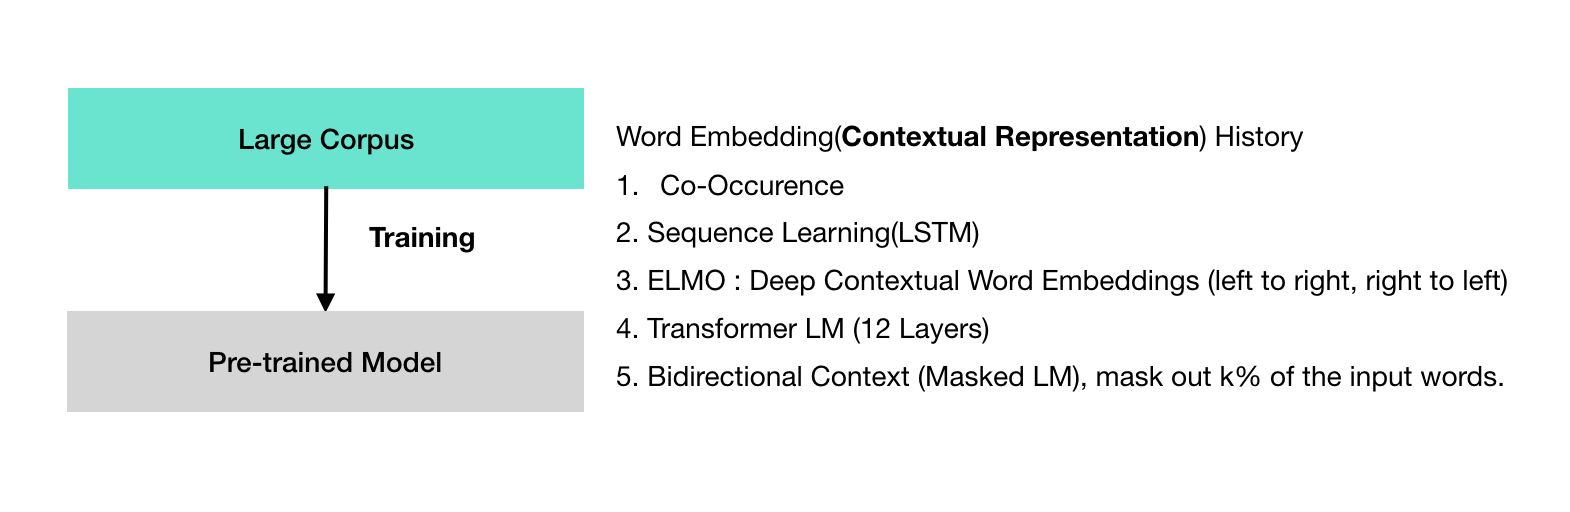 Large Corpus
Training
Pre-trained Model
Word Embedding(Contextual Representation) History
1. Co-Occurence
2. Sequence Learning(LSTM)
3. ELMO : Deep Contextual Word Embeddings (left to right, right to left)
4. Transformer LM (12 Layers)
5. Bidirectional Context (Masked LM), mask out k% of the input words.